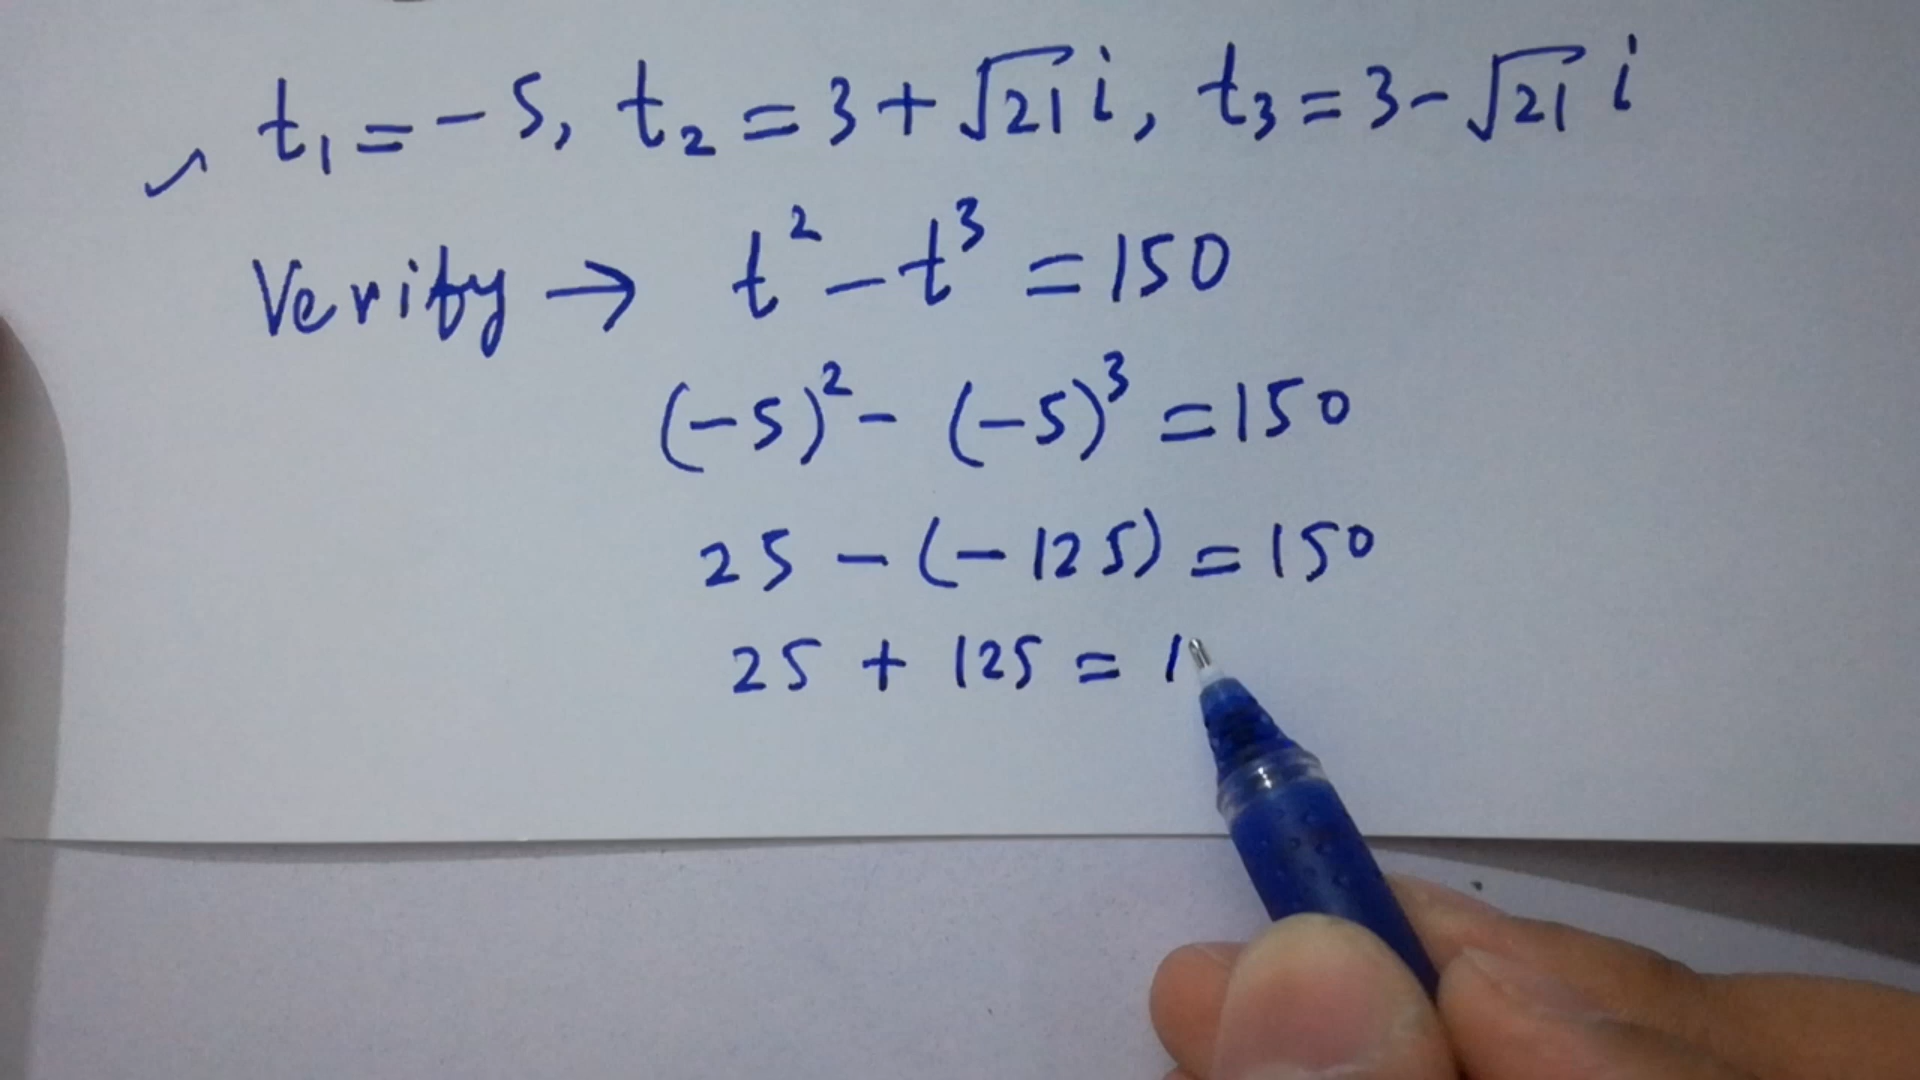 t₁ = -5, t₂ = 3 + √21 i, t₃ = 3 - √21 i
Verify → t² - t³ = 150
(-5)² - (-5)³ = 150
25 - (-125) = 150
25 + 125 = 1